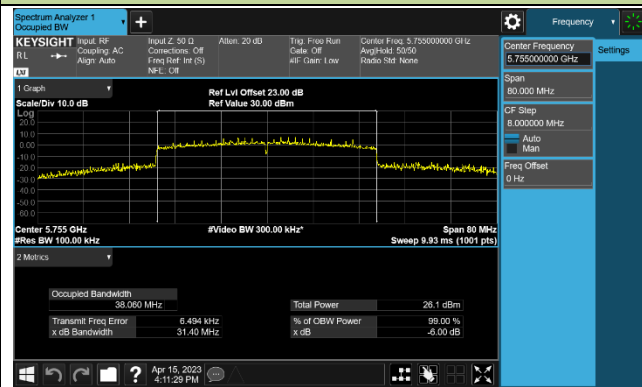 Spectrum Analyzer 1
Occupied BW
Frequency
KEYSIGHT
RL
LXI
Input: RF
Coupling: AC
Align: Auto
Input Z: 50 Ω
Corrections: Off
Freq Ref: Int (S)
NFE: Off
Atten: 20 dB
Trig: Free Run
Gate: Off
#IF Gain: Low
Center Freq: 5.755000000 GHz
Avg|Hold: 50/50
Radio Std: None
Center Frequency
5.755000000 GHz
Settings
Span
80.000 MHz
CF Step
8.000000 MHz
Auto
Man
Freq Offset
0 Hz
1 Graph
Scale/Div 10.0 dB
Ref Lvl Offset 23.00 dB
Ref Value 30.00 dBm
Log
20.0
10.0
0.00
-10.0
-20.0
-30.0
-40.0
-50.0
-60.0
Center 5.755 GHz
#Res BW 100.00 kHz
#Video BW 300.00 kHz*
Span 80 MHz
Sweep 9.93 ms (1001 pts)
2 Metrics
Occupied Bandwidth
38.060 MHz
Total Power 26.1 dBm
Transmit Freq Error 6.494 kHz
% of OBW Power 99.00 %
x dB Bandwidth 31.40 MHz
x dB -6.00 dB
?
Apr 15, 2023
4:11:29 PM